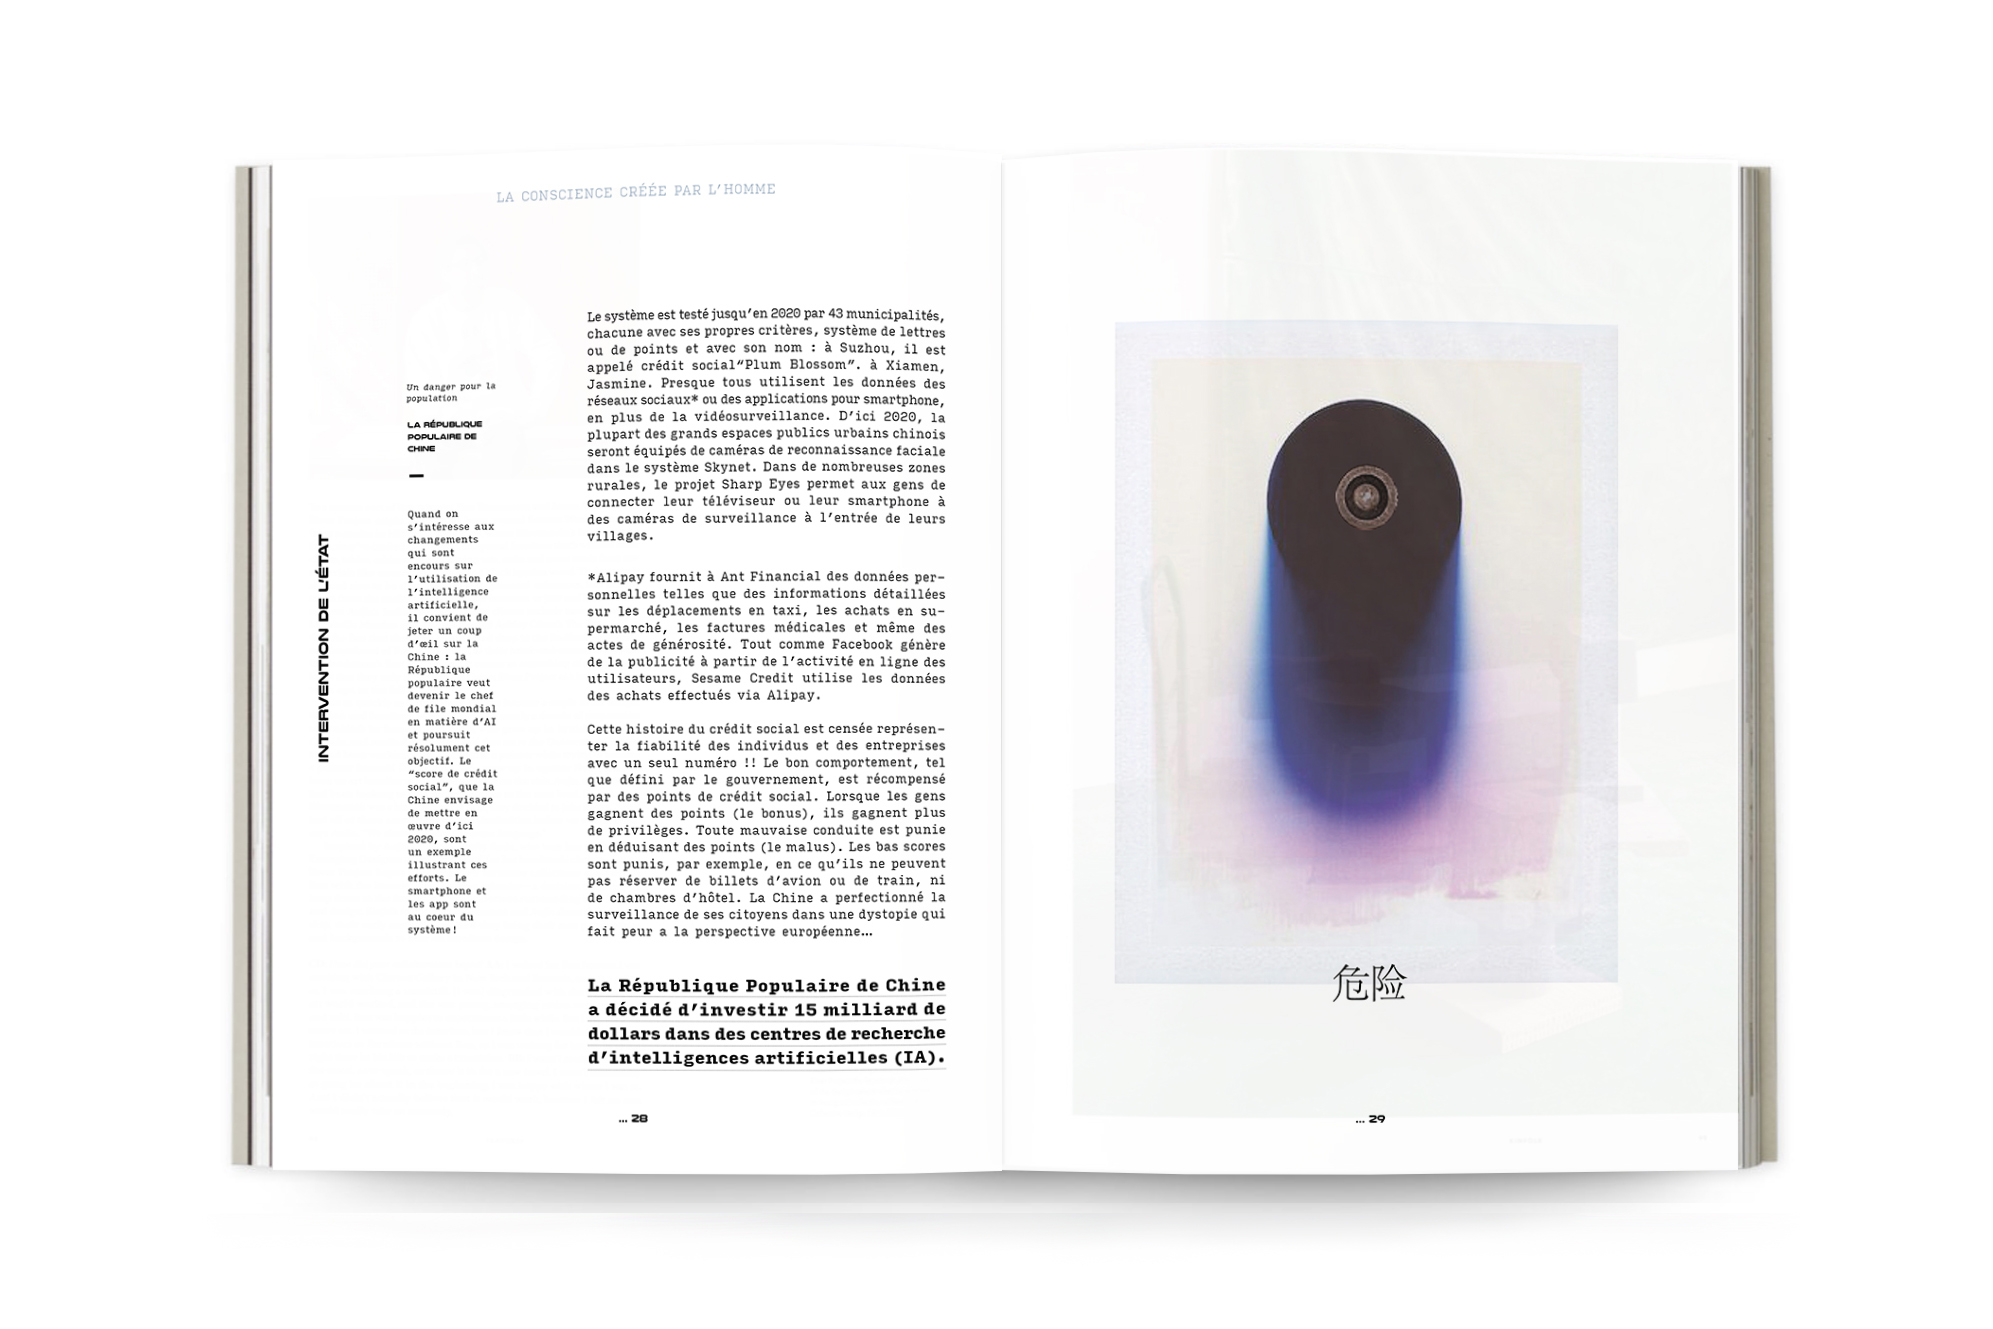 LA CONSCIENCE CRÉÉE PAR L'HOMME
INTERVENTION DE L'ÉTAT
Un danger pour la
population
LA RÉPUBLIQUE
POPULAIRE DE
CHINE
—
Quand on
s'intéresse aux
changements
qui sont
encours sur
l'utilisation de
l'intelligence
artificielle,
il convient de
jeter un coup
d'œil sur la
Chine : la
République
populaire veut
devenir le chef
de file mondial
en matière d'AI
et poursuit
résolument cet
objectif. Le
"score de crédit
social", que la
Chine envisage
de mettre en
œuvre d'ici
2020, sont
un exemple
illustrant ces
efforts. Le
smartphone et
les app sont
au coeur du
système!
Le système est testé jusqu'en 2020 par 43 municipalités,
chacune avec ses propres critères, système de lettres
ou de points et avec son nom : à Suzhou, il est
appelé crédit social"Plum Blossom". à Xiamen,
Jasmine. Presque tous utilisent les données des
réseaux sociaux* ou des applications pour smartphone,
en plus de la vidéosurveillance. D'ici 2020, la
plupart des grands espaces publics urbains chinois
seront équipés de caméras de reconnaissance faciale
dans le système Skynet. Dans de nombreuses zones
rurales, le projet Sharp Eyes permet aux gens de
connecter leur téléviseur ou leur smartphone à
des caméras de surveillance à l'entrée de leurs
villages.
*Alipay fournit à Ant Financial des données per-
sonnelles telles que des informations détaillées
sur les déplacements en taxi, les achats en su-
permarché, les factures médicales et même des
actes de générosité. Tout comme Facebook génère
de la publicité à partir de l'activité en ligne des
utilisateurs, Sesame Credit utilise les données
des achats effectués via Alipay.
Cette histoire du crédit social est censée représen-
ter la fiabilité des individus et des entreprises
avec un seul numéro !! Le bon comportement, tel
que défini par le gouvernement, est récompensé
par des points de crédit social. Lorsque les gens
gagnent des points (le bonus), ils gagnent plus
de privilèges. Toute mauvaise conduite est punie
en déduisant des points (le malus). Les bas scores
sont punis, par exemple, en ce qu'ils ne peuvent
pas réserver de billets d'avion ou de train, ni
de chambres d'hôtel. La Chine a perfectionné la
surveillance de ses citoyens dans une dystopie qui
fait peur a la perspective européenne...
La République Populaire de Chine
a décidé d'investir 15 milliard de
dollars dans des centres de recherche
d'intelligences artificielles (IA).
... 28
危险
... 29